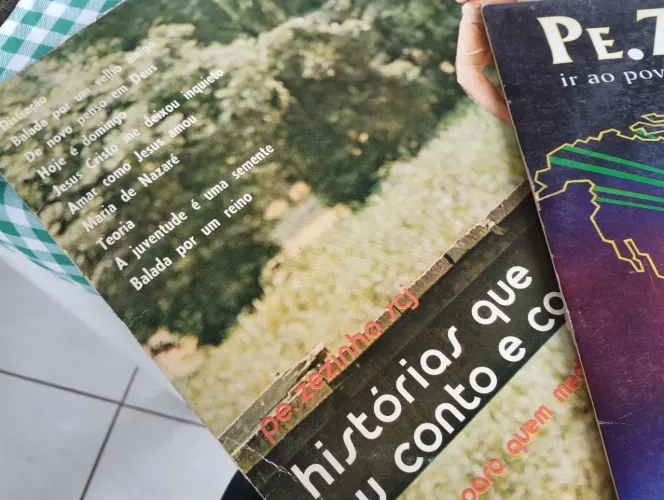 Distração
Balada por um velho amigo
De novo penso em Deus
Hoje é domingo
Jesus Cristo me deixou inquieto
Amar como Jesus amou
Maria de Nazaré
Teoria
A juventude é uma semente
Balada por um reino
pe zezinho scj
histórias que
u conto e ca
para quem me
PE.
ir ao pov